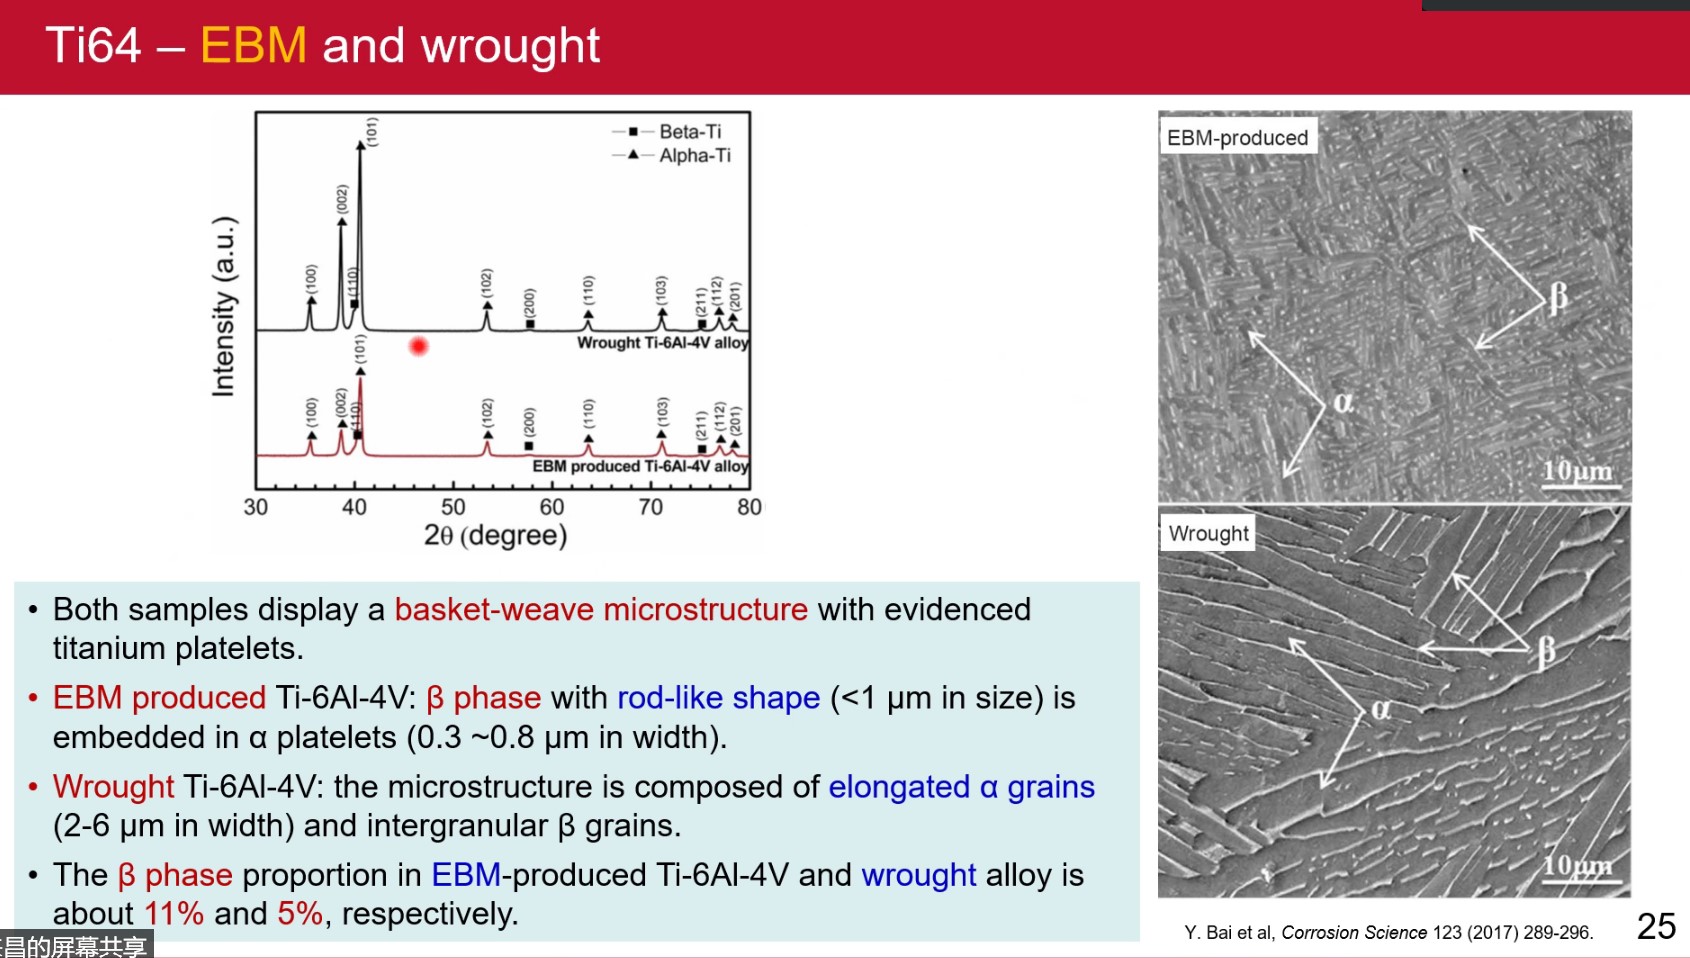 Ti64 – EBM and wrought
Beta-Ti
Alpha-Ti
Intensity (a.u.)
(100)
(002)
(110)
(101)
(102)
(200)
(110)
(103)
(211)
(112)
(201)
Wrought Ti-6Al-4V alloy
(100)
(002)
(110)
(101)
(102)
(200)
(110)
(103)
(211)
(112)
(201)
EBM produced Ti-6Al-4V alloy
30 40 50 60 70 80
2θ (degree)
EBM-produced
β
α
10μm
Wrought
β
α
10μm
• Both samples display a basket-weave microstructure with evidenced
titanium platelets.
• EBM produced Ti-6Al-4V: β phase with rod-like shape (<1 μm in size) is
embedded in α platelets (0.3 ~0.8 μm in width).
• Wrought Ti-6Al-4V: the microstructure is composed of elongated α grains
(2-6 μm in width) and intergranular β grains.
• The β phase proportion in EBM-produced Ti-6Al-4V and wrought alloy is
about 11% and 5%, respectively.
Y. Bai et al, Corrosion Science 123 (2017) 289-296.
25
昌的屏幕共享